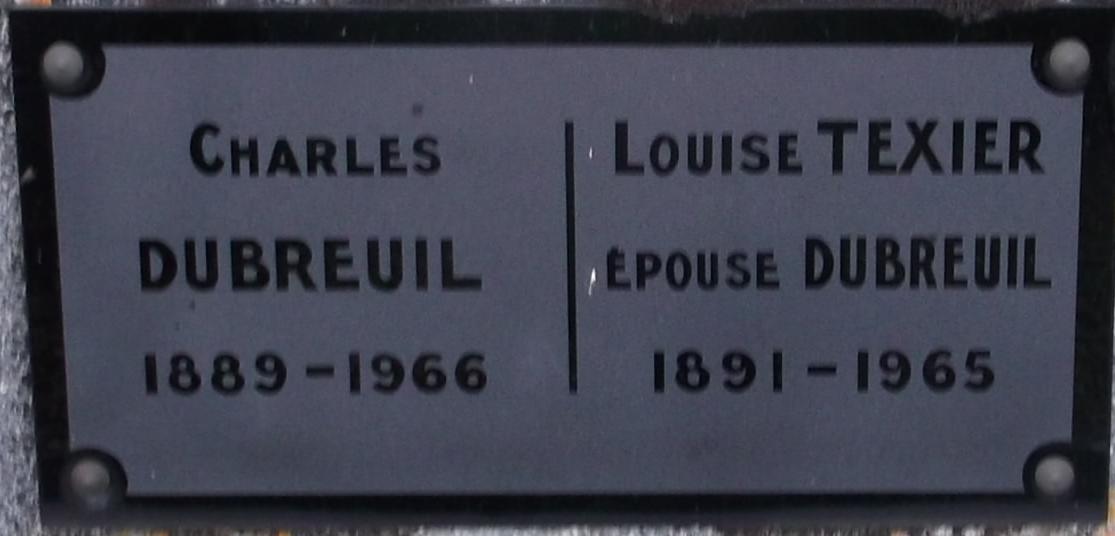 CHARLES
DUBREUIL
1889-1966
LOUISE TEXIER
ÉPOUSE DUBREUIL
1891-1965